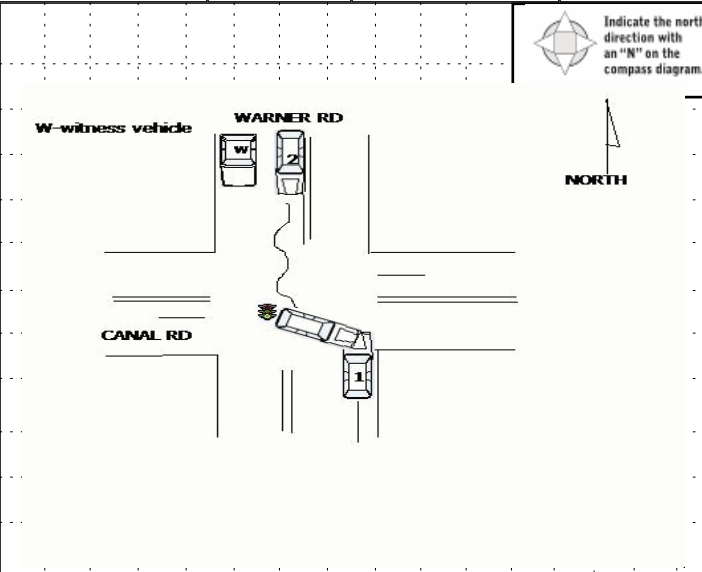 Indicate the north
direction with
an “N” on the
compass diagram.
WARNER RD
W-witness vehicle
W
2
NORTH
CANAL RD
1